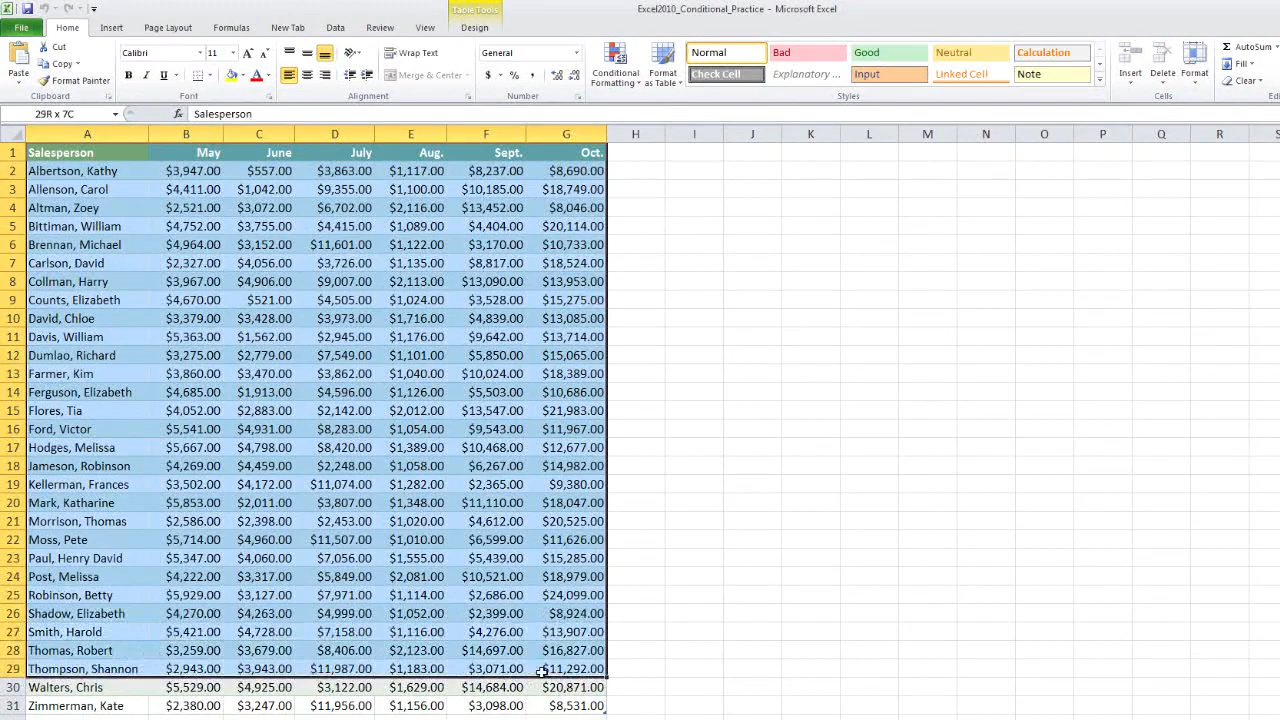 Table Tools
Excel2010_Conditional_Practice - Microsoft Excel
File Home Insert Page Layout Formulas New Tab Data Review View Design
Cut
Copy
Format Painter
Paste
Clipboard
Calibri 11
Font
Wrap Text
Merge & Center
Alignment
General
Number
Conditional Formatting
Format as Table
Normal Bad Good Neutral Calculation
Check Cell Explanatory ... Input Linked Cell Note
Styles
Insert Delete Format
Cells
AutoSum
Fill
Clear
29R x 7C fx Salesperson
A B C D E F G H I J K L M N O P Q R S
1 Salesperson May June July Aug. Sept. Oct.
2 Albertson, Kathy $3,947.00 $557.00 $3,863.00 $1,117.00 $8,237.00 $8,690.00
3 Allenson, Carol $4,411.00 $1,042.00 $9,355.00 $1,100.00 $10,185.00 $18,749.00
4 Altman, Zoey $2,521.00 $3,072.00 $6,702.00 $2,116.00 $13,452.00 $8,046.00
5 Bittiman, William $4,752.00 $3,755.00 $4,415.00 $1,089.00 $4,404.00 $20,114.00
6 Brennan, Michael $4,964.00 $3,152.00 $11,601.00 $1,122.00 $3,170.00 $10,733.00
7 Carlson, David $2,327.00 $4,056.00 $3,726.00 $1,135.00 $8,817.00 $18,524.00
8 Collman, Harry $3,967.00 $4,906.00 $9,007.00 $2,113.00 $13,090.00 $13,953.00
9 Counts, Elizabeth $4,670.00 $521.00 $4,505.00 $1,024.00 $3,528.00 $15,275.00
10 David, Chloe $3,379.00 $3,428.00 $3,973.00 $1,716.00 $4,839.00 $13,085.00
11 Davis, William $5,363.00 $1,562.00 $2,945.00 $1,176.00 $9,642.00 $13,714.00
12 Dumlao, Richard $3,275.00 $2,779.00 $7,549.00 $1,101.00 $5,850.00 $15,065.00
13 Farmer, Kim $3,860.00 $3,470.00 $3,862.00 $1,040.00 $10,024.00 $18,389.00
14 Ferguson, Elizabeth $4,685.00 $1,913.00 $4,596.00 $1,126.00 $5,503.00 $10,686.00
15 Flores, Tia $4,052.00 $2,883.00 $2,142.00 $2,012.00 $13,547.00 $21,983.00
16 Ford, Victor $5,541.00 $4,931.00 $8,283.00 $1,054.00 $9,543.00 $11,967.00
17 Hodges, Melissa $5,667.00 $4,798.00 $8,420.00 $1,389.00 $10,468.00 $12,677.00
18 Jameson, Robinson $4,269.00 $4,459.00 $2,248.00 $1,058.00 $6,267.00 $14,982.00
19 Kellerman, Frances $3,502.00 $4,172.00 $11,074.00 $1,282.00 $2,365.00 $9,380.00
20 Mark, Katharine $5,853.00 $2,011.00 $3,807.00 $1,348.00 $11,110.00 $18,047.00
21 Morrison, Thomas $2,586.00 $2,398.00 $2,453.00 $1,020.00 $4,612.00 $20,525.00
22 Moss, Pete $5,714.00 $4,960.00 $11,507.00 $1,010.00 $6,599.00 $11,626.00
23 Paul, Henry David $5,347.00 $4,060.00 $7,056.00 $1,555.00 $5,439.00 $15,285.00
24 Post, Melissa $4,222.00 $3,317.00 $5,849.00 $2,081.00 $10,521.00 $18,979.00
25 Robinson, Betty $5,929.00 $3,127.00 $7,971.00 $1,114.00 $2,686.00 $24,099.00
26 Shadow, Elizabeth $4,270.00 $4,263.00 $4,999.00 $1,052.00 $2,399.00 $8,924.00
27 Smith, Harold $5,421.00 $4,728.00 $7,158.00 $1,116.00 $4,276.00 $13,907.00
28 Thomas, Robert $3,259.00 $3,679.00 $8,406.00 $2,123.00 $14,697.00 $16,827.00
29 Thompson, Shannon $2,943.00 $3,943.00 $11,987.00 $1,183.00 $3,071.00 $11,292.00
30 Walters, Chris $5,529.00 $4,925.00 $3,122.00 $1,629.00 $14,684.00 $20,871.00
31 Zimmerman, Kate $2,380.00 $3,247.00 $11,956.00 $1,156.00 $3,098.00 $8,531.00